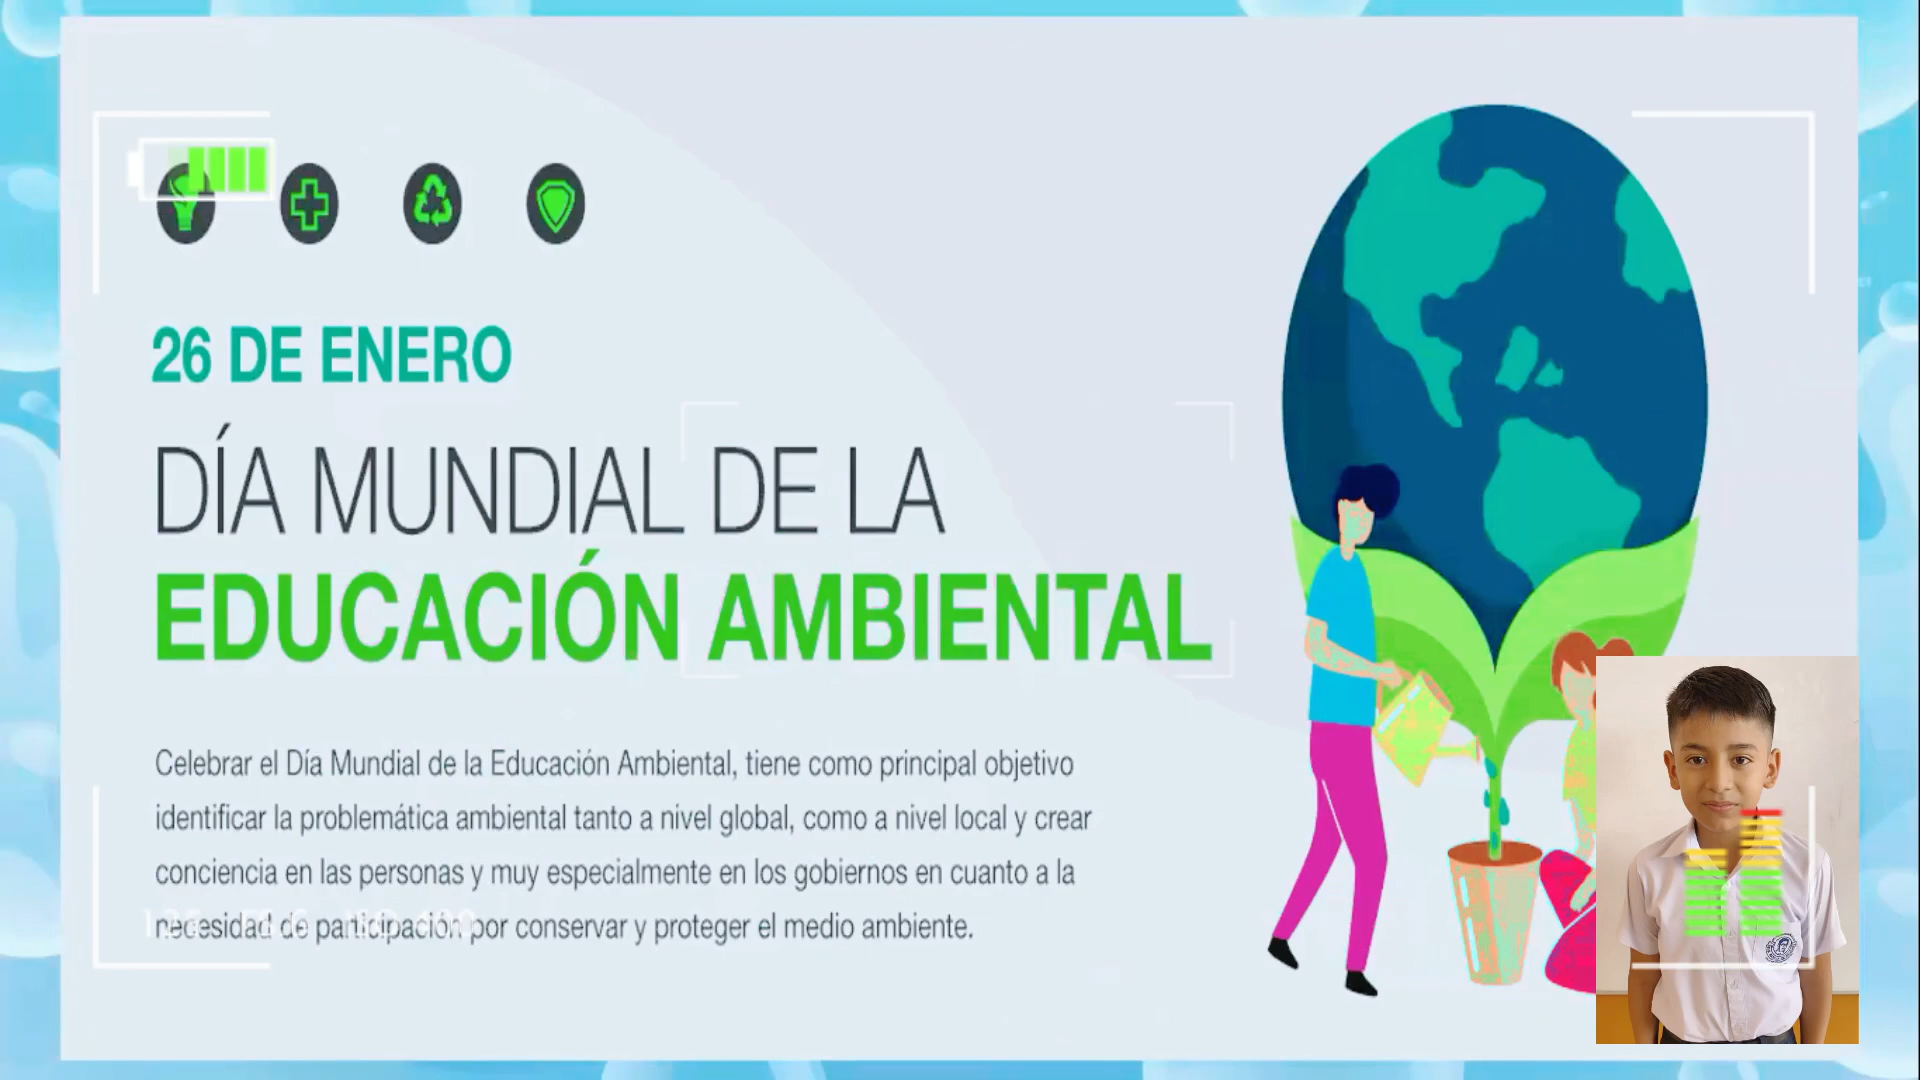 26 DE ENERO
DÍA MUNDIAL DE LA
EDUCACIÓN AMBIENTAL
Celebrar el Día Mundial de la Educación Ambiental, tiene como principal objetivo
identificar la problemática ambiental tanto a nivel global, como a nivel local y crear
conciencia en las personas y muy especialmente en los gobiernos en cuanto a la
necesidad de participación por conservar y proteger el medio ambiente.